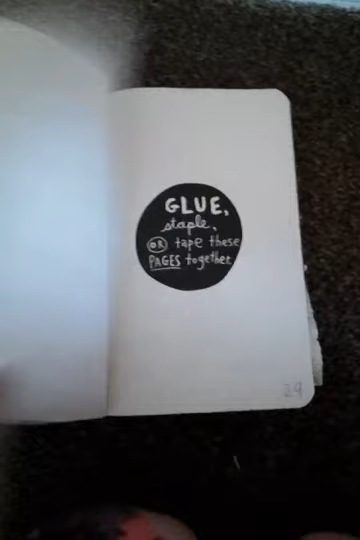 GLUE,
staple,
OR tape these
PAGES together
29